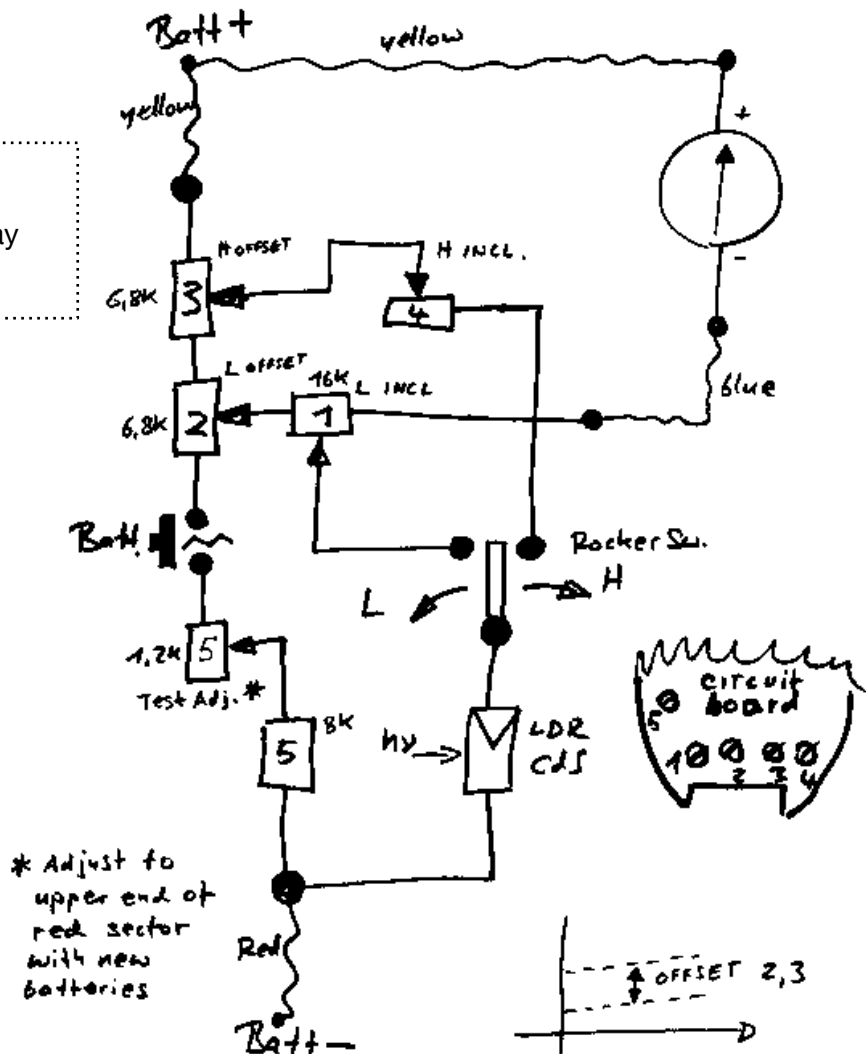 Batt +
yellow
yellow
+
ay
H OFFSET
H INCL.
6,8K
3
4
-
L OFFSET
16K
L INCL
blue
6,8K
2
1
Batt.
Rocker Sw.
L
H
1,2K
5
Test Adj. *
circuit
board
5
1
2
3
4
8K
5
hν
LDR
CdS
* Adjust to
upper end of
red sector
with new
batteries
Red
OFFSET 2,3
Batt -